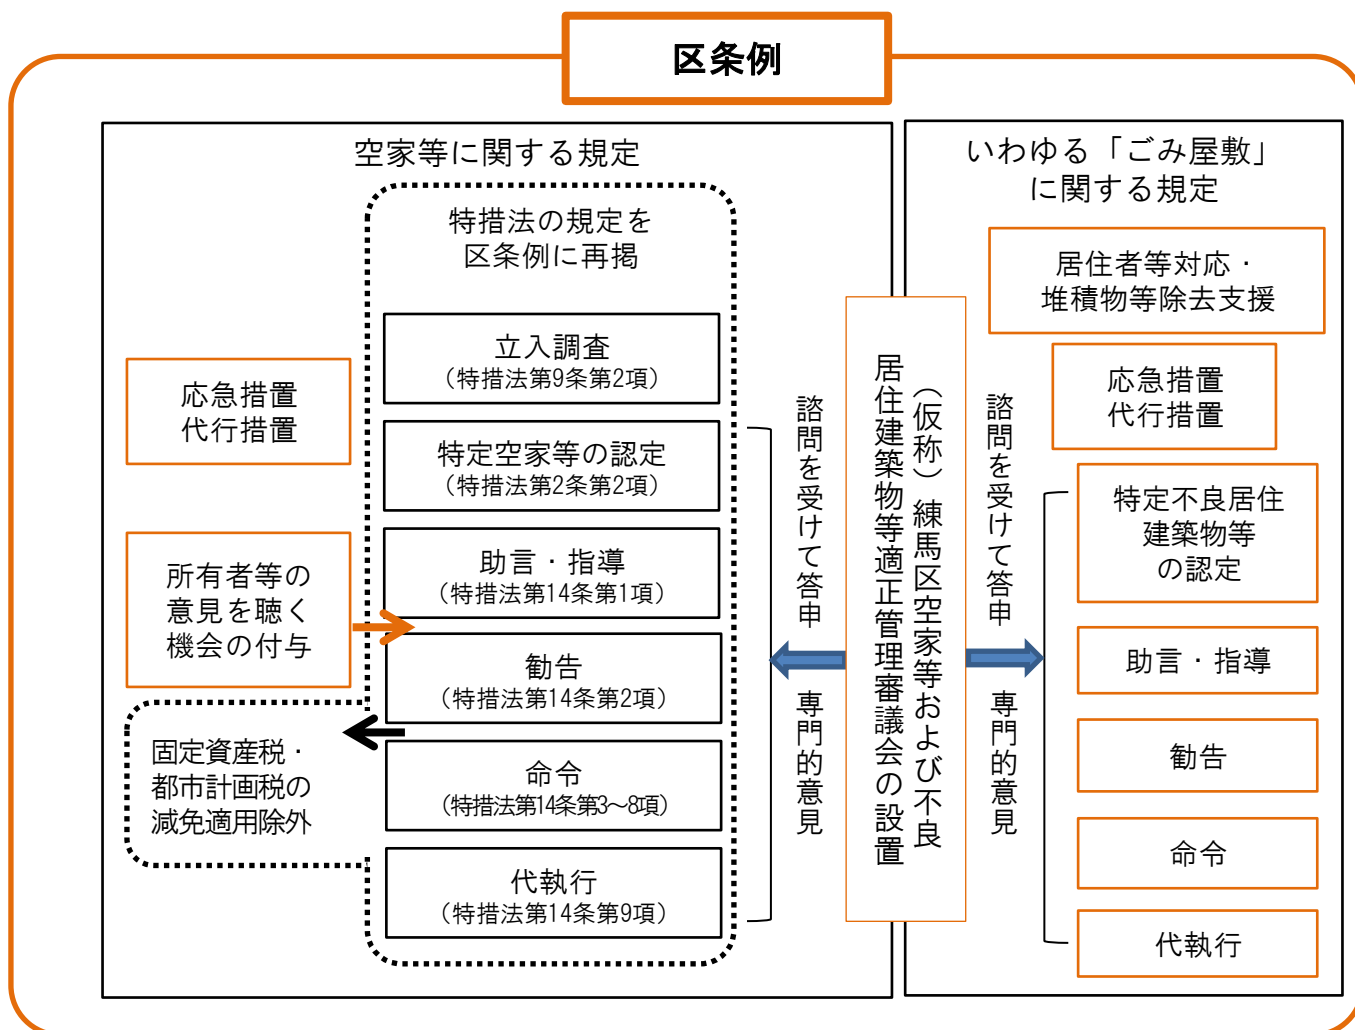 区条例
空家等に関する規定
特措法の規定を
区条例に再掲
立入調査
（特措法第9条第2項）
特定空家等の認定
（特措法第2条第2項）
助言・指導
（特措法第14条第1項）
勧告
（特措法第14条第2項）
命令
（特措法第14条第3～8項）
代執行
（特措法第14条第9項）
応急措置
代行措置
所有者等の
意見を聴く
機会の付与
固定資産税・
都市計画税の
減免適用除外
諮問を受けて答申
専門的意見
（仮称）練馬区空家等および不良
居住建築物等適正管理審議会の設置
諮問を受けて答申
専門的意見
いわゆる「ごみ屋敷」
に関する規定
居住者等対応・
堆積物等除去支援
応急措置
代行措置
特定不良居住
建築物等
の認定
助言・指導
勧告
命令
代執行